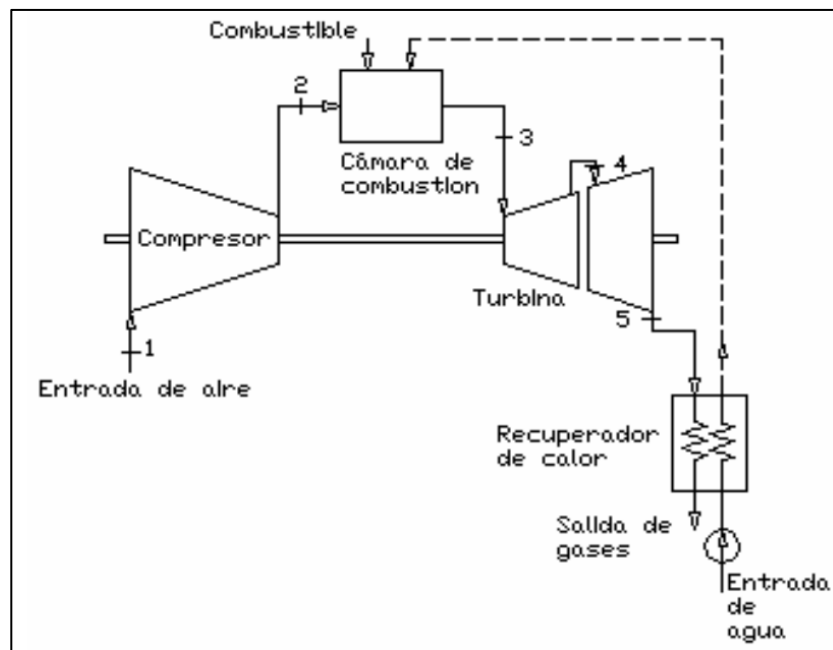 Combustible
2
3
Câmara de
combustion
4
Compresor
Turbina
5
1
Entrada de aire
Recuperador
de calor
Salida de
gases
Entrada
de
agua